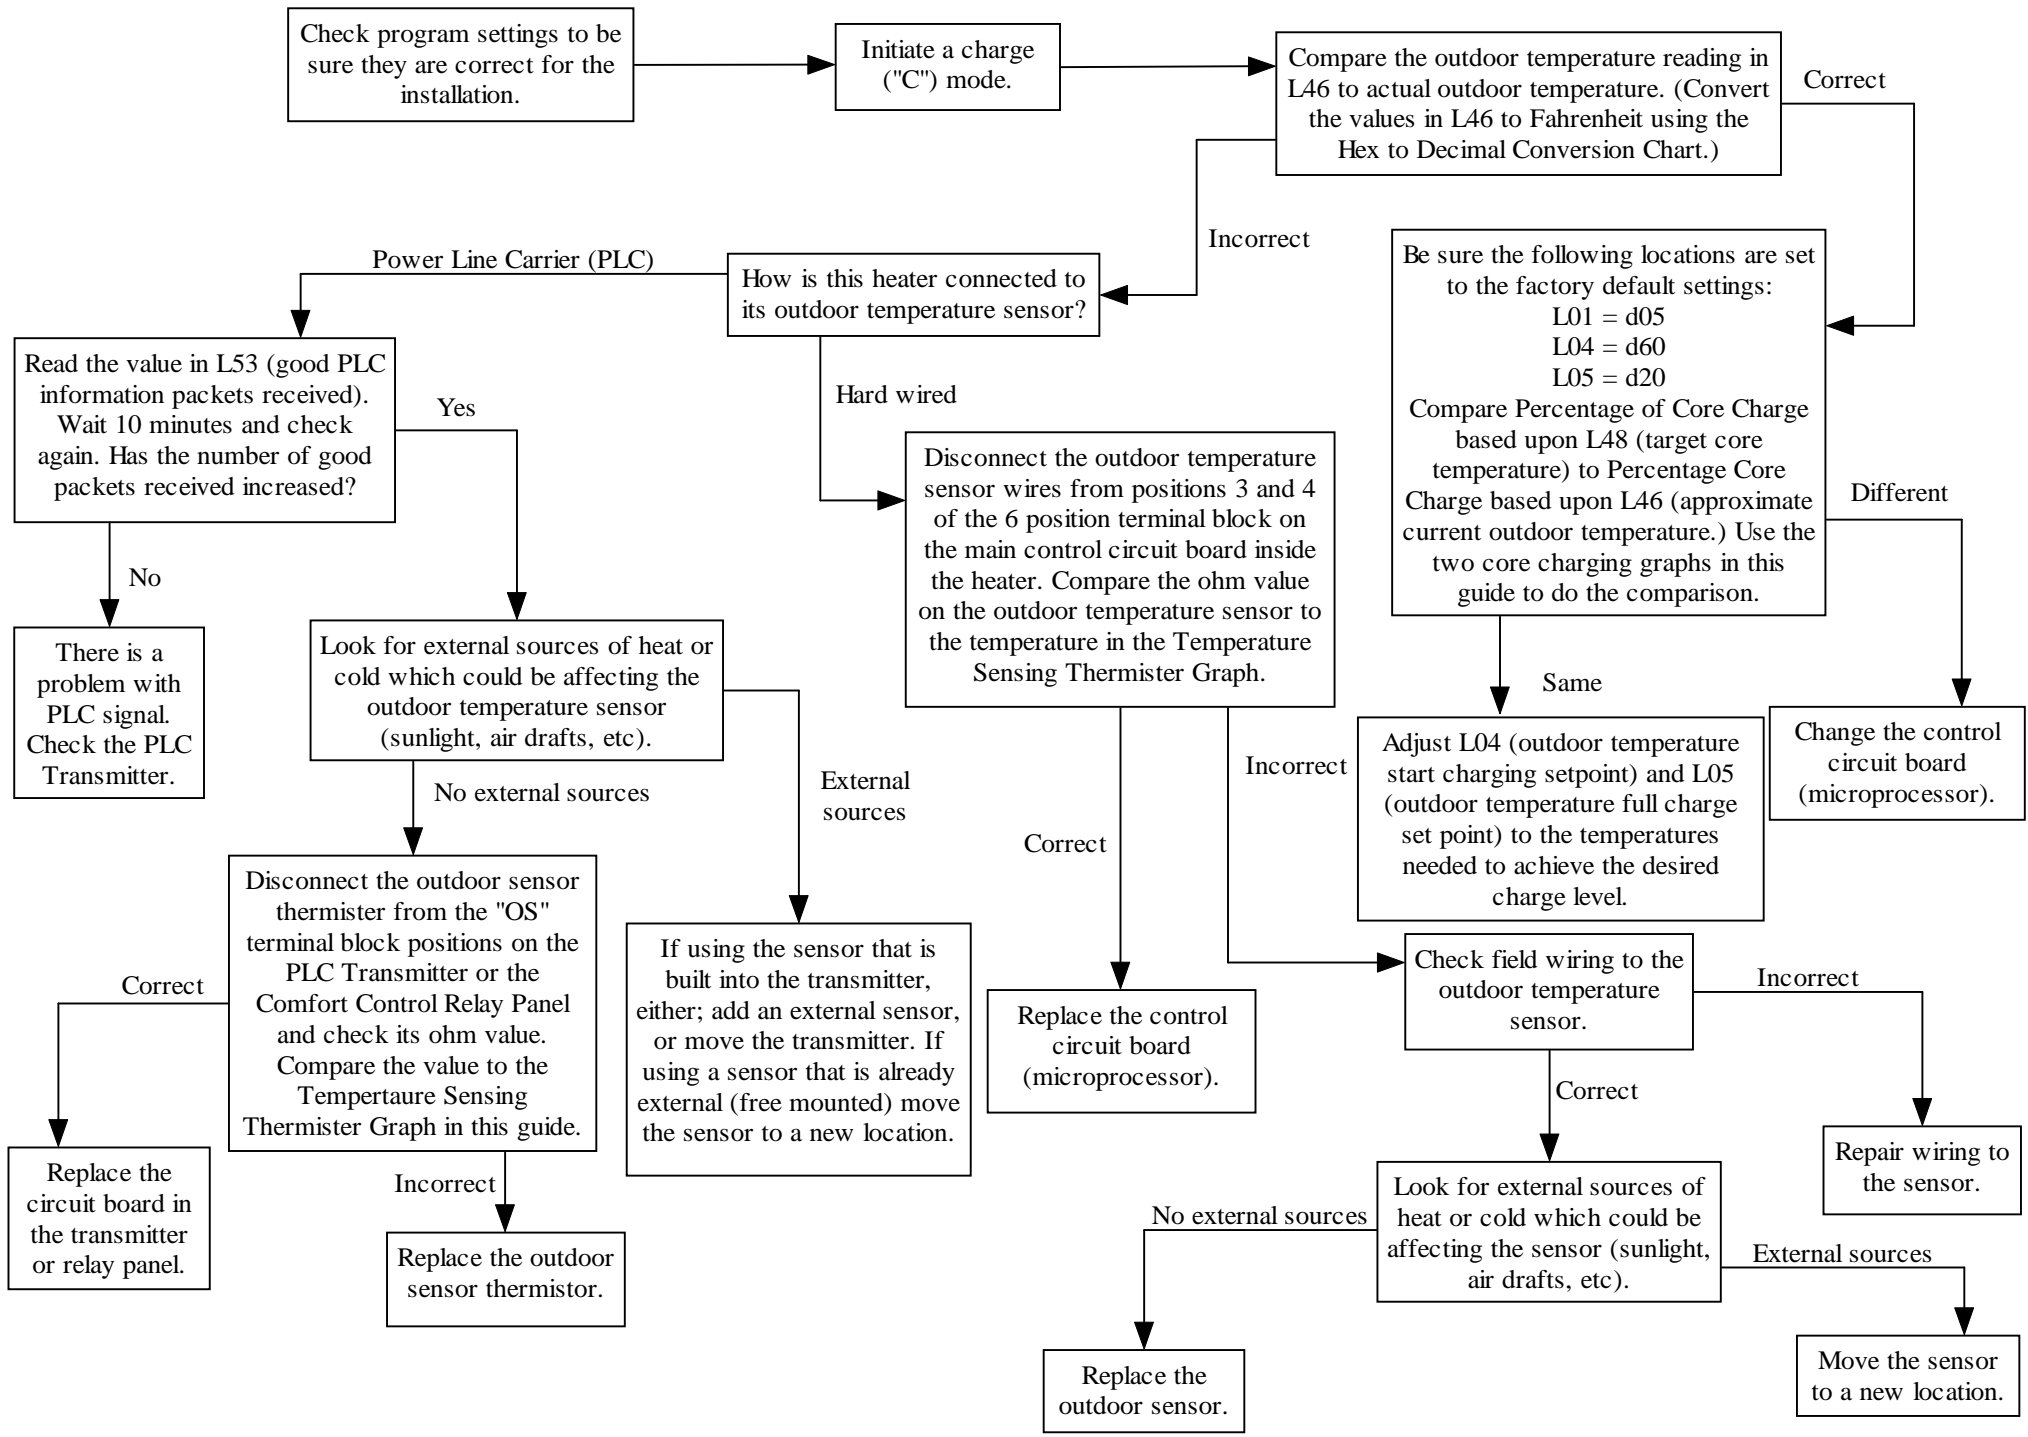 Check program settings to be
sure they are correct for the
installation.
Initiate a charge
("C") mode.
Compare the outdoor temperature reading in
L46 to actual outdoor temperature. (Convert
the values in L46 to Fahrenheit using the
Hex to Decimal Conversion Chart.)
Correct
Incorrect
Power Line Carrier (PLC)
How is this heater connected to
its outdoor temperature sensor?
Be sure the following locations are set
to the factory default settings:
L01 = d05
L04 = d60
L05 = d20
Compare Percentage of Core Charge
based upon L48 (target core
temperature) to Percentage Core
Charge based upon L46 (approximate
current outdoor temperature.) Use the
two core charging graphs in this
guide to do the comparison.
Read the value in L53 (good PLC
information packets received).
Wait 10 minutes and check
again. Has the number of good
packets received increased?
Yes
Hard wired
Disconnect the outdoor temperature
sensor wires from positions 3 and 4
of the 6 position terminal block on
the main control circuit board inside
the heater. Compare the ohm value
on the outdoor temperature sensor to
the temperature in the Temperature
Sensing Thermister Graph.
Different
No
There is a
problem with
PLC signal.
Check the PLC
Transmitter.
Look for external sources of heat or
cold which could be affecting the
outdoor temperature sensor
(sunlight, air drafts, etc).
Same
Adjust L04 (outdoor temperature
start charging setpoint) and L05
(outdoor temperature full charge
set point) to the temperatures
needed to achieve the desired
charge level.
Change the control
circuit board
(microprocessor).
No external sources
External
sources
Correct
Incorrect
Disconnect the outdoor sensor
thermister from the "OS"
terminal block positions on the
PLC Transmitter or the
Comfort Control Relay Panel
and check its ohm value.
Compare the value to the
Tempertaure Sensing
Thermister Graph in this guide.
If using the sensor that is
built into the transmitter,
either; add an external sensor,
or move the transmitter. If
using a sensor that is already
external (free mounted) move
the sensor to a new location.
Replace the control
circuit board
(microprocessor).
Check field wiring to the
outdoor temperature
sensor.
Incorrect
Correct
Correct
Replace the
circuit board in
the transmitter
or relay panel.
Incorrect
Replace the outdoor
sensor thermistor.
Repair wiring to
the sensor.
Look for external sources of
heat or cold which could be
affecting the sensor (sunlight,
air drafts, etc).
No external sources
External sources
Replace the
outdoor sensor.
Move the sensor
to a new location.